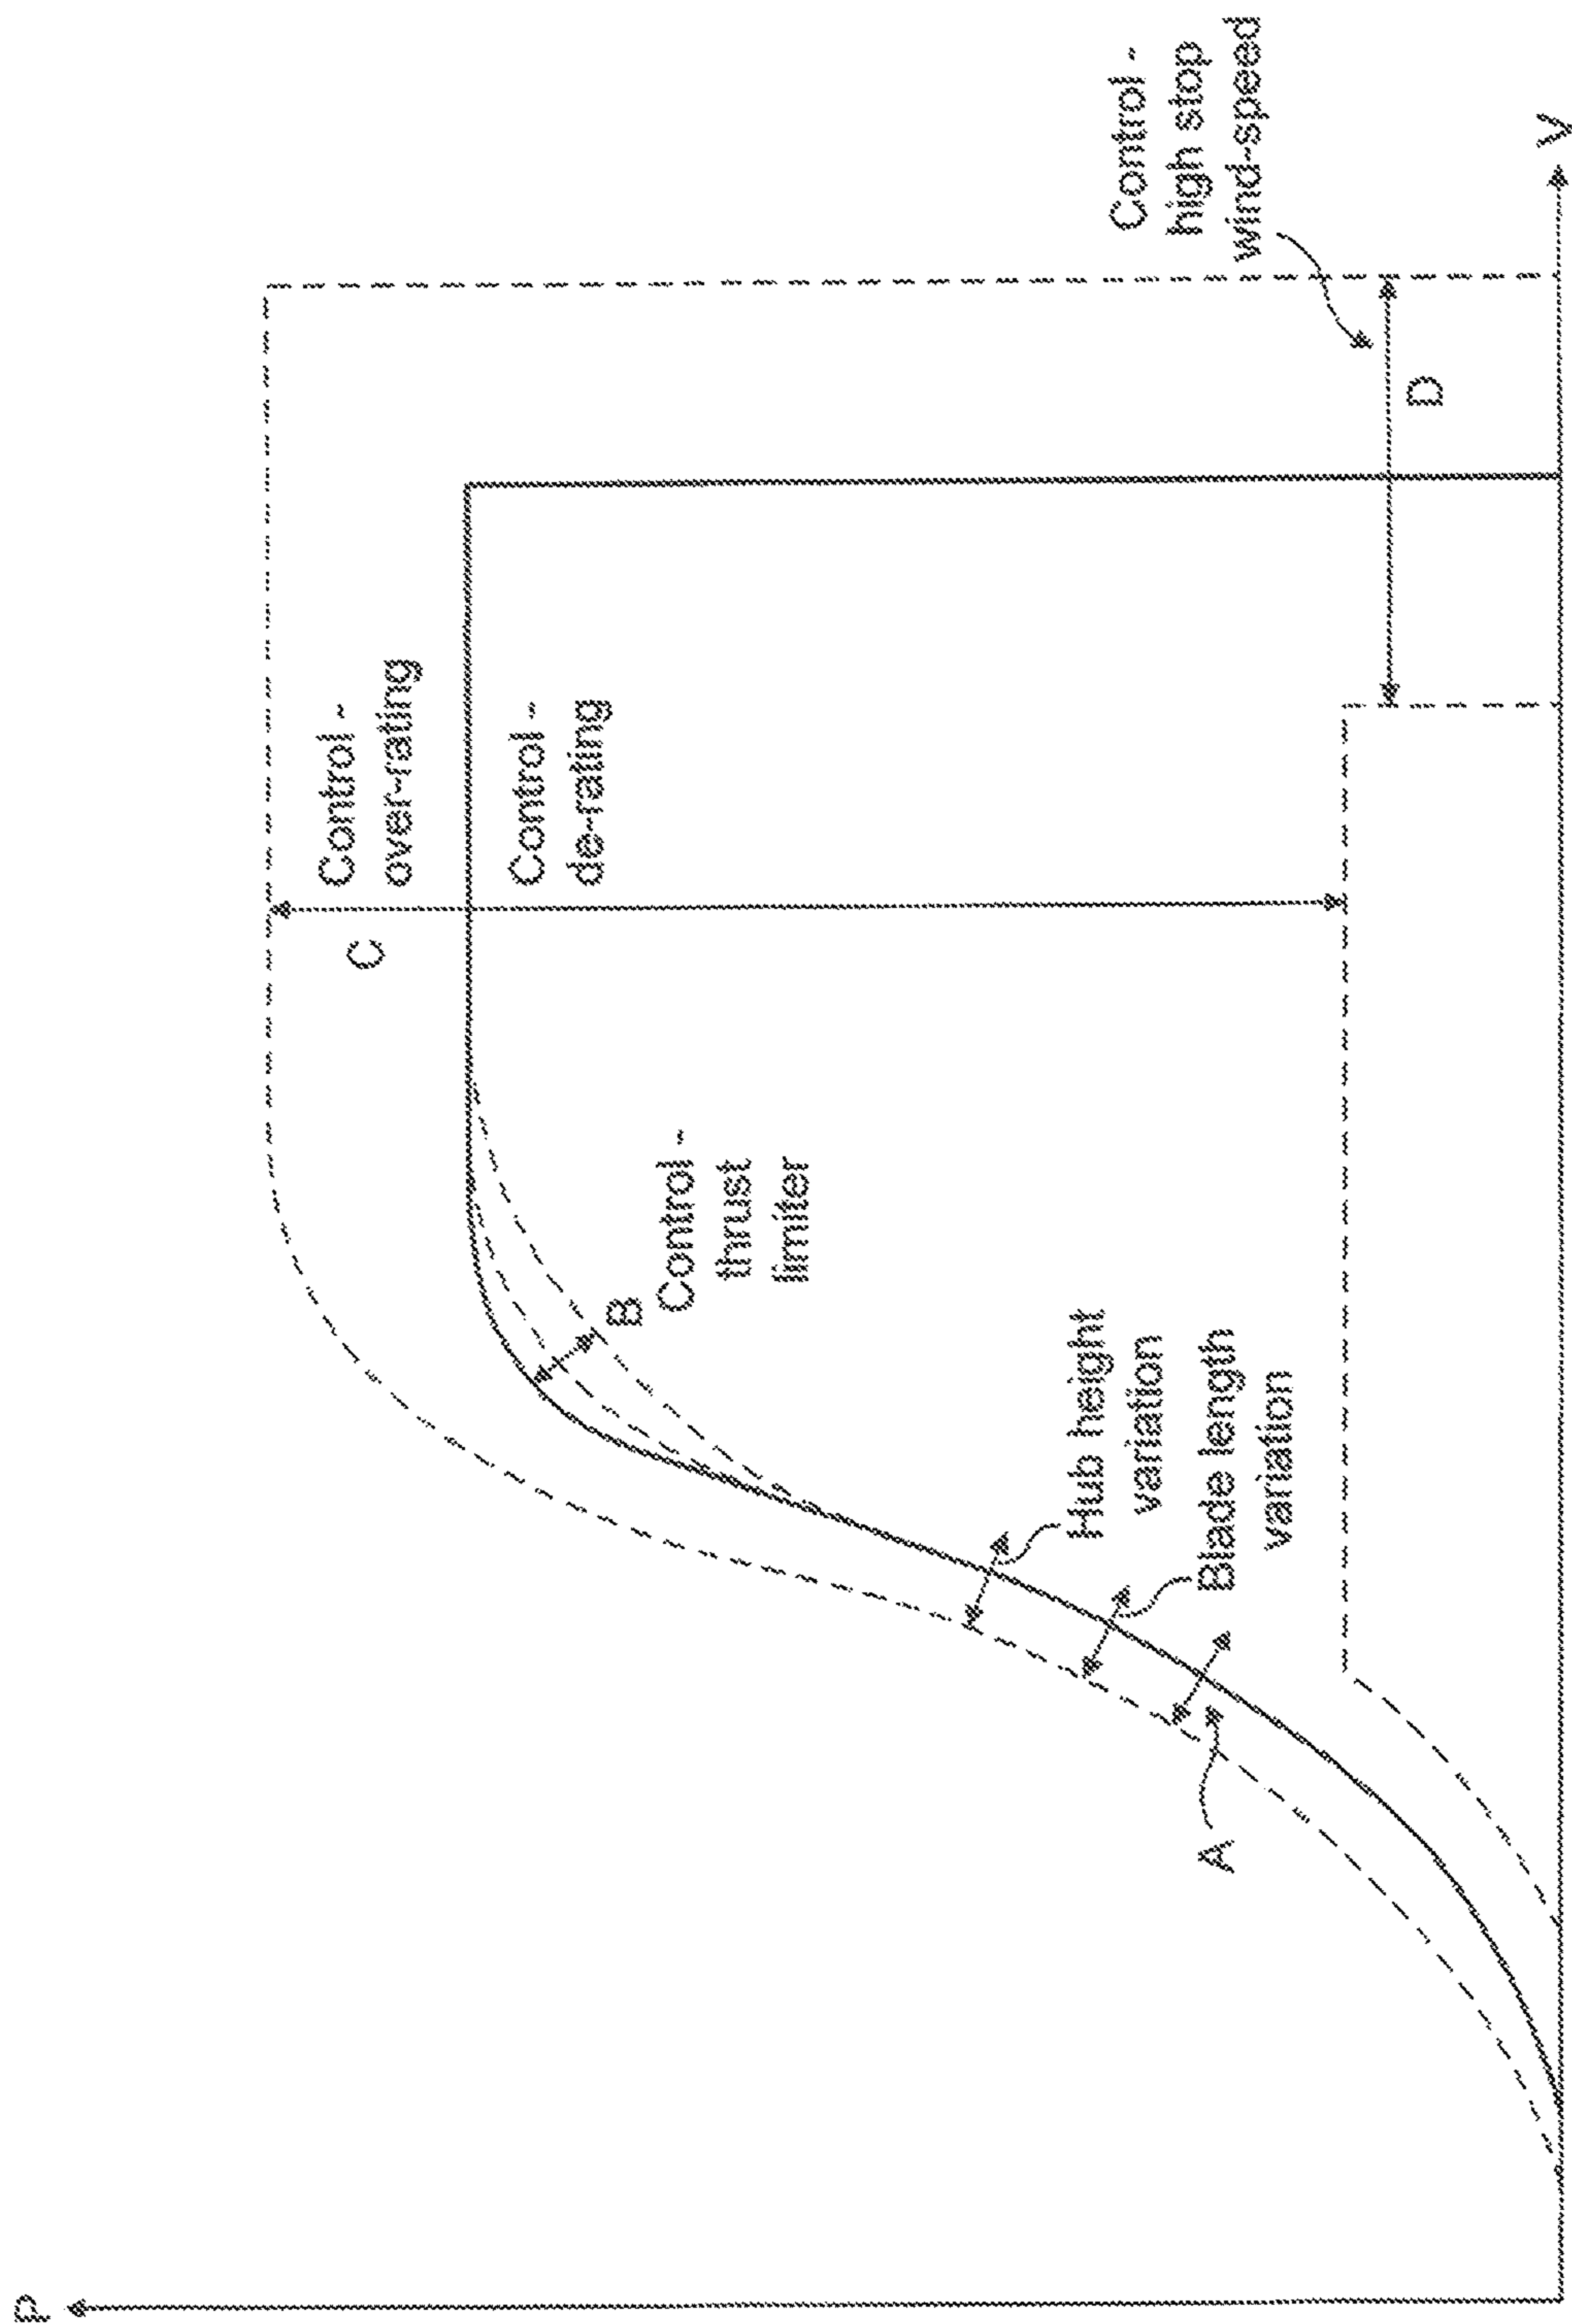 P
Control -
over-rating
C
Control -
de-rating
B
Control -
thrust
limiter
Hub height
variation
Blade length
variation
A
D
Control -
high stop
wind-speed
V